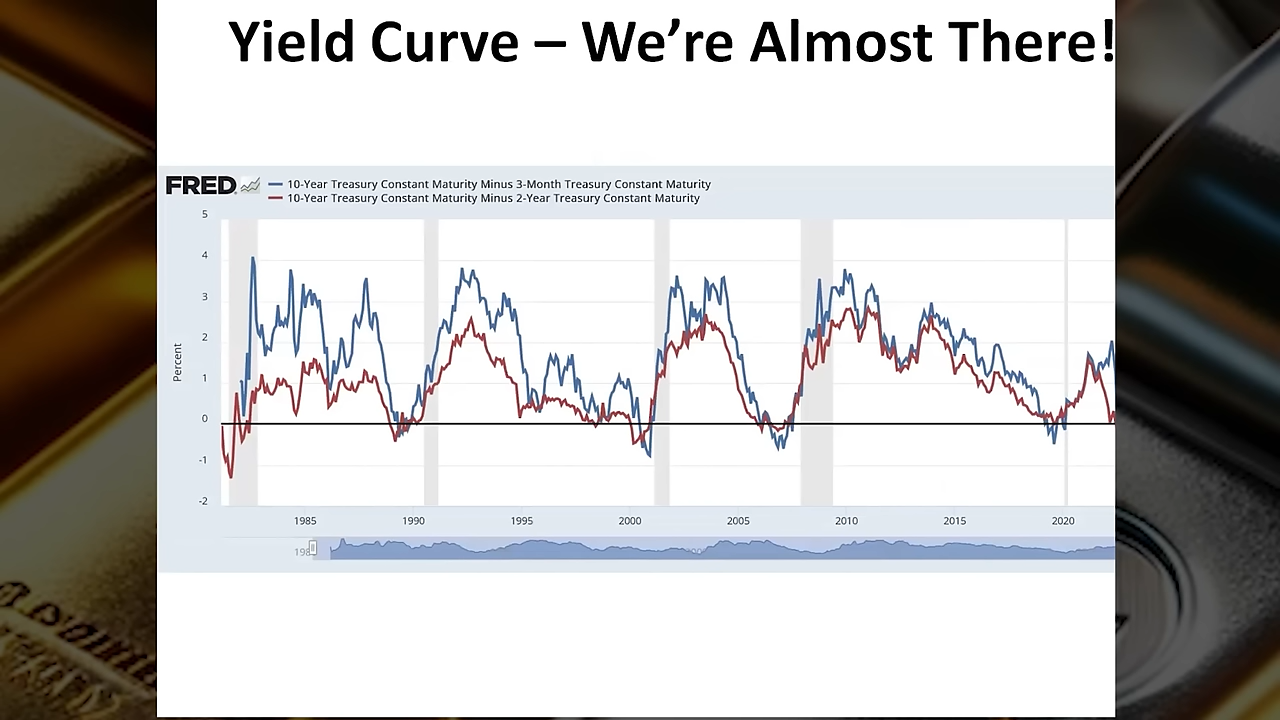 Yield Curve – We're Almost There!
FRED
10-Year Treasury Constant Maturity Minus 3-Month Treasury Constant Maturity
10-Year Treasury Constant Maturity Minus 2-Year Treasury Constant Maturity
5
4
3
2
1
0
-1
-2
Percent
1985 1990 1995 2000 2005 2010 2015 2020